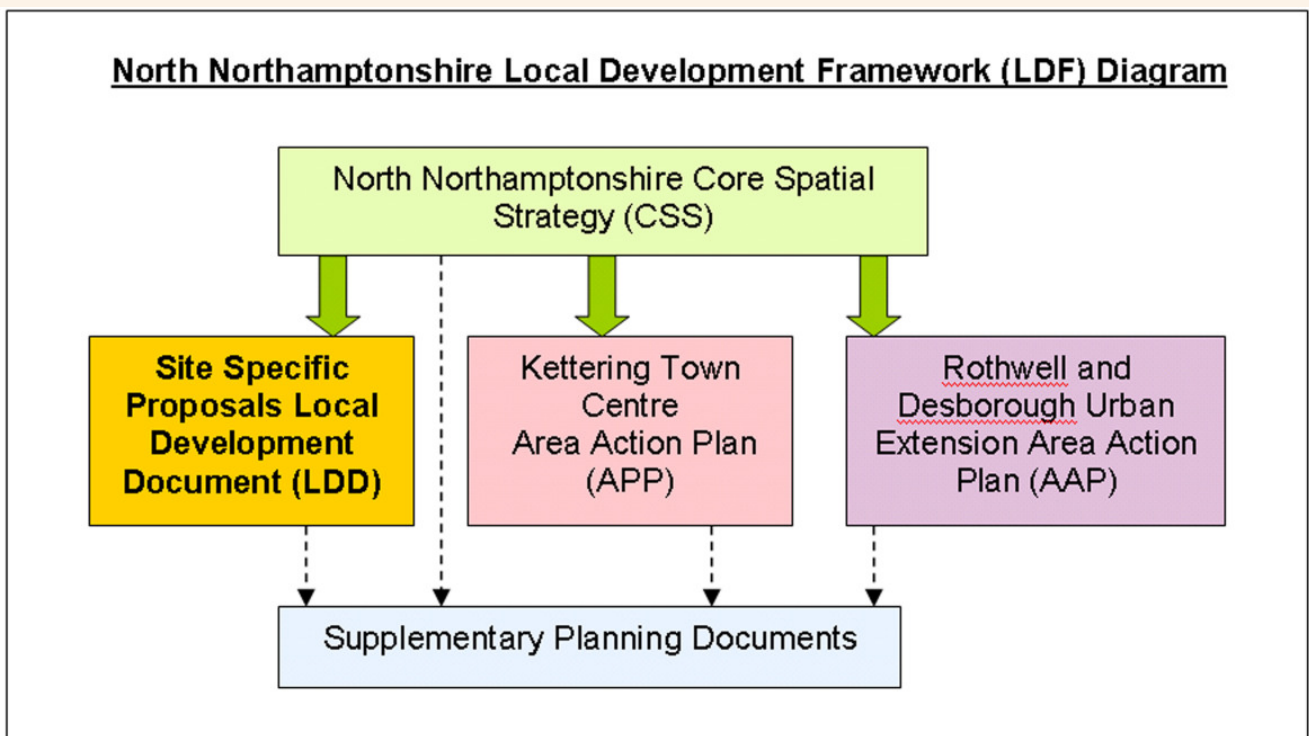 North Northamptonshire Local Development Framework (LDF) Diagram
North Northamptonshire Core Spatial
Strategy (CSS)
Site Specific
Proposals Local
Development
Document (LDD)
Kettering Town
Centre
Area Action Plan
(APP)
Rothwell and
Desborough Urban
Extension Area Action
Plan (AAP)
Supplementary Planning Documents